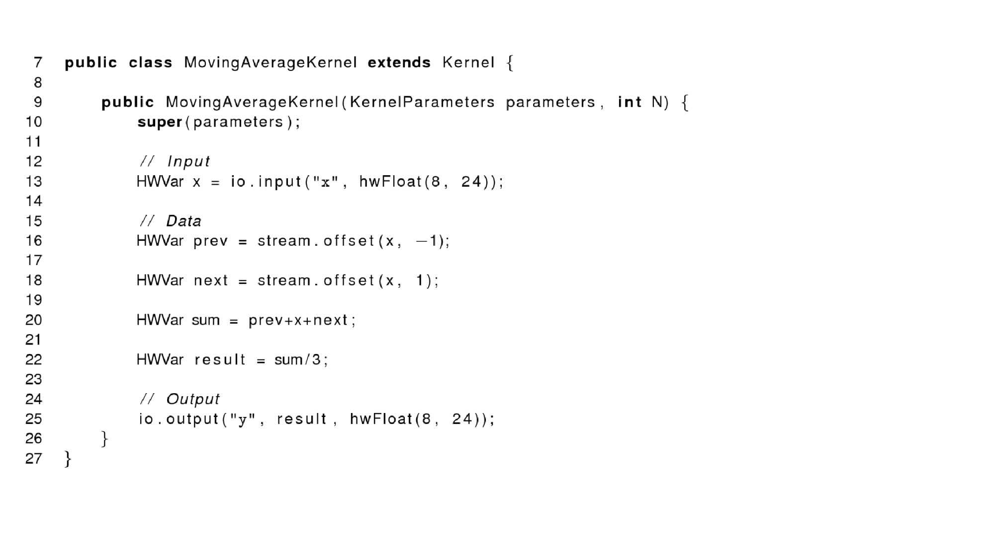 7 public class MovingAverageKernel extends Kernel {
8
9 public MovingAverageKernel(KernelParameters parameters, int N) {
10 super(parameters);
11
12 // Input
13 HWVar x = io.input("x", hwFloat(8, 24));
14
15 // Data
16 HWVar prev = stream.offset(x, −1);
17
18 HWVar next = stream.offset(x, 1);
19
20 HWVar sum = prev+x+next;
21
22 HWVar result = sum/3;
23
24 // Output
25 io.output("y", result, hwFloat(8, 24));
26 }
27 }